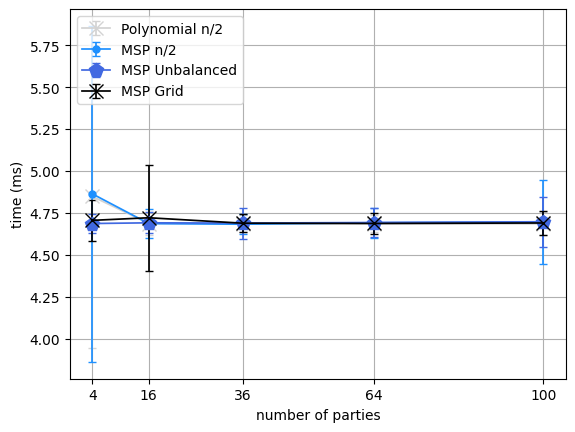 Polynomial n/2
MSP n/2
MSP Unbalanced
MSP Grid
5.75
5.50
5.25
5.00
4.75
4.50
4.25
4.00
time (ms)
4 16 36 64 100
number of parties